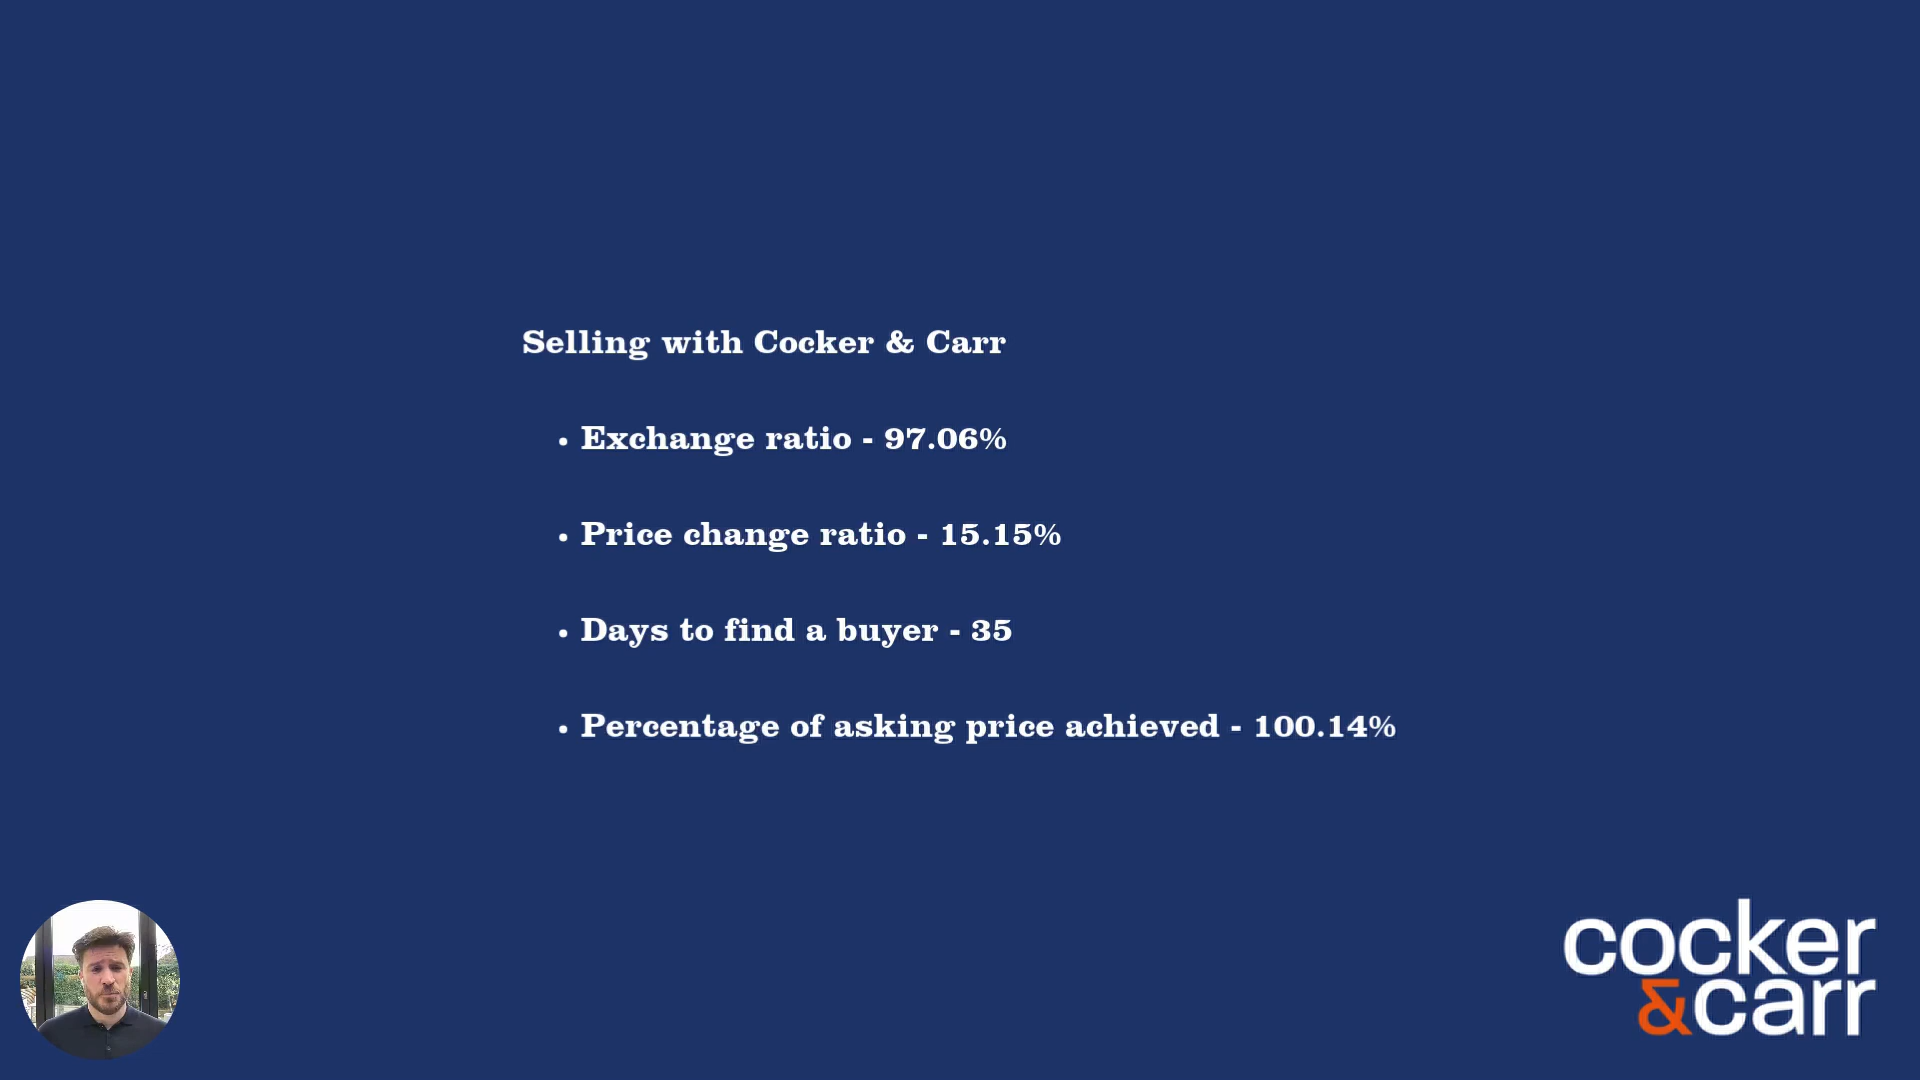 Selling with Cocker & Carr
• Exchange ratio - 97.06%
• Price change ratio - 15.15%
• Days to find a buyer - 35
• Percentage of asking price achieved - 100.14%
cocker
&carr